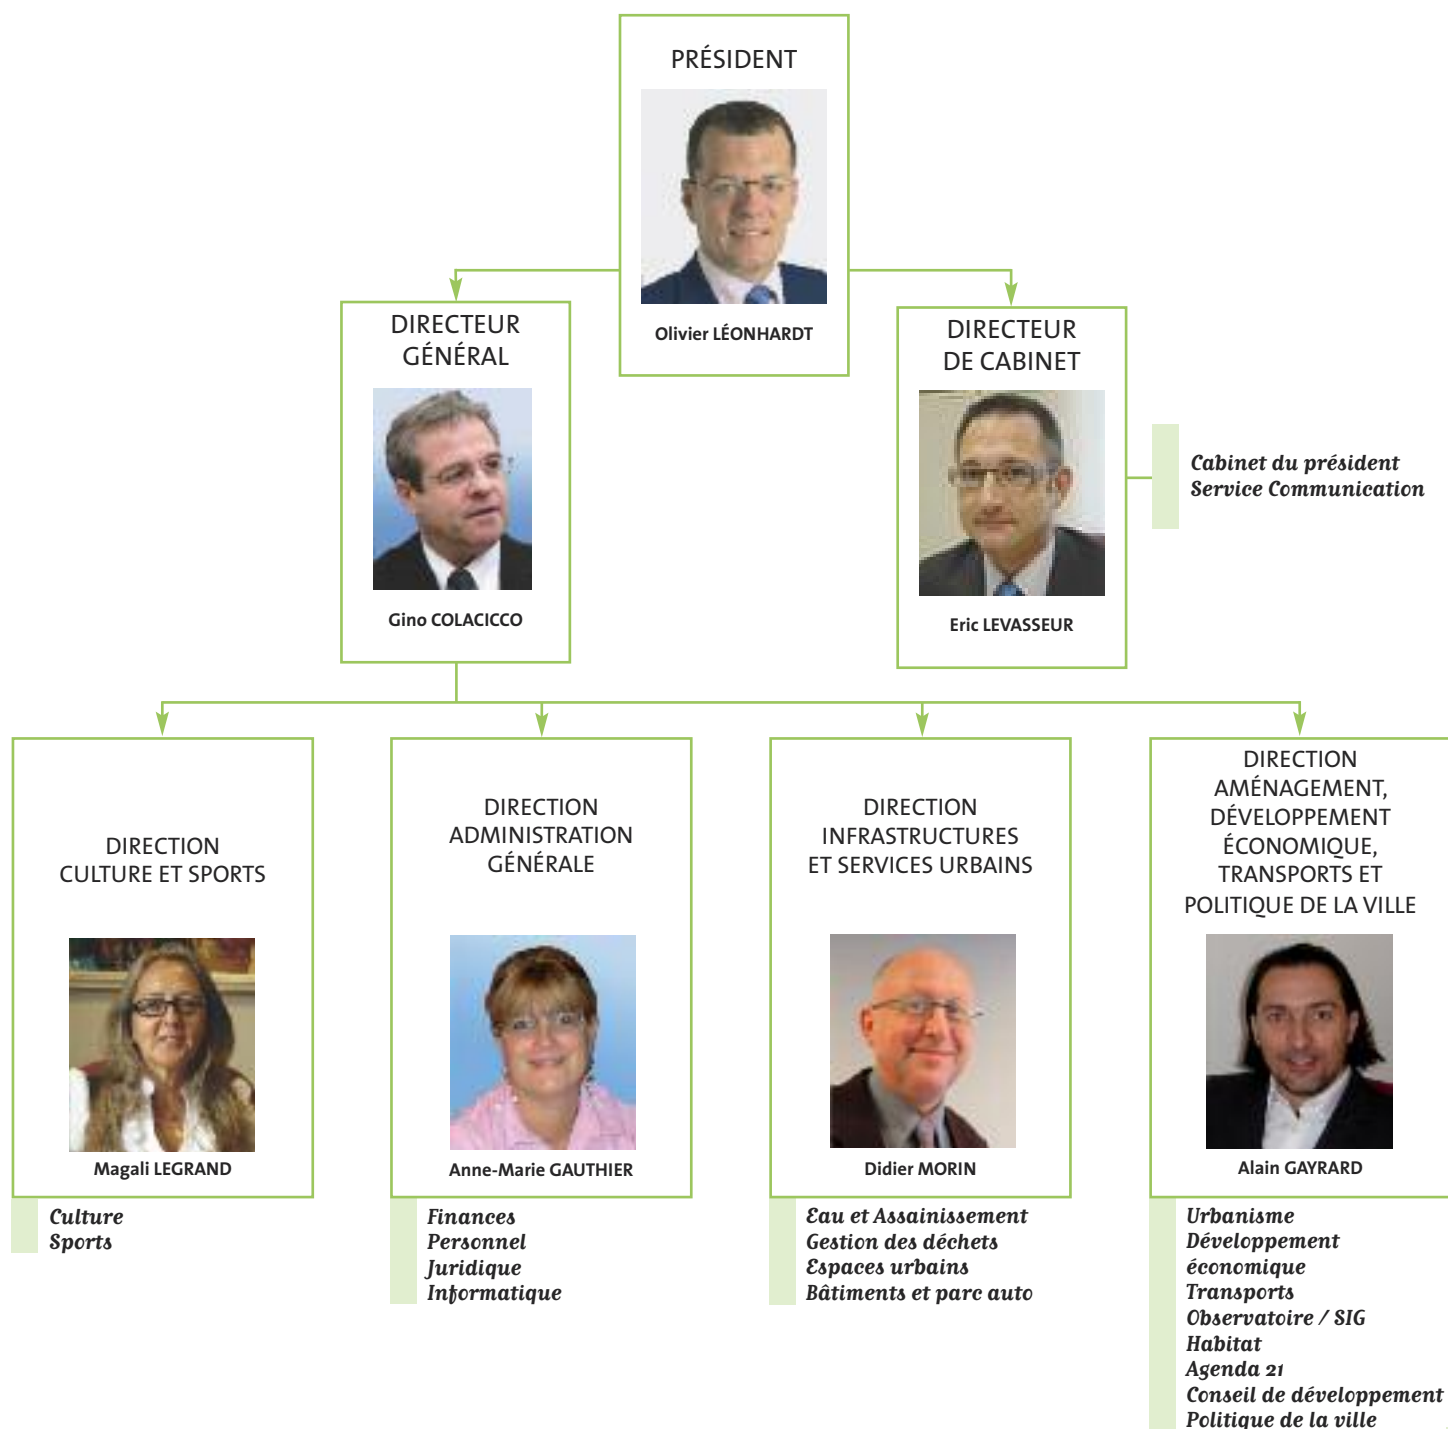 PRÉSIDENT
Olivier LÉONHARDT
DIRECTEUR
GÉNÉRAL
Gino COLACICCO
DIRECTEUR
DE CABINET
Eric LEVASSEUR
Cabinet du président
Service Communication
DIRECTION
CULTURE ET SPORTS
Magali LEGRAND
Culture
Sports
DIRECTION
ADMINISTRATION
GÉNÉRALE
Anne-Marie GAUTHIER
Finances
Personnel
Juridique
Informatique
DIRECTION
INFRASTRUCTURES
ET SERVICES URBAINS
Didier MORIN
Eau et Assainissement
Gestion des déchets
Espaces urbains
Bâtiments et parc auto
DIRECTION
AMÉNAGEMENT,
DÉVELOPPEMENT
ÉCONOMIQUE,
TRANSPORTS ET
POLITIQUE DE LA VILLE
Alain GAYRARD
Urbanisme
Développement
économique
Transports
Observatoire / SIG
Habitat
Agenda 21
Conseil de développement
Politique de la ville